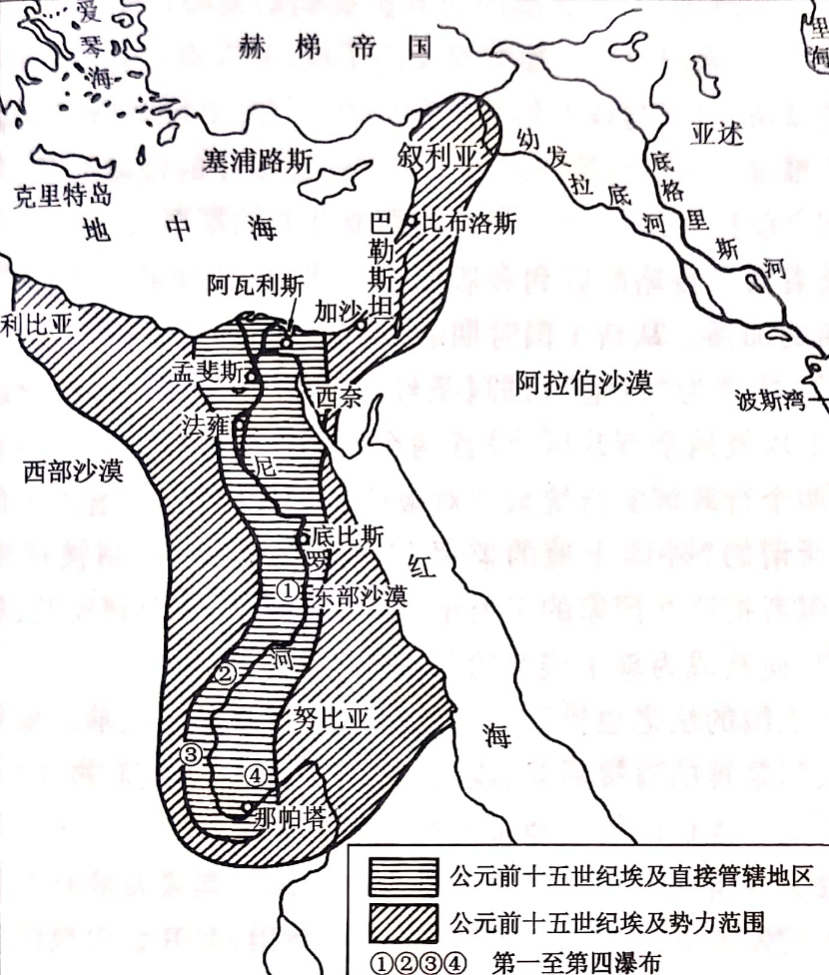 爱琴海
赫梯帝国
里海
亚述
塞浦路斯
叙利亚
幼发拉底河
底格里斯河
克里特岛
地中海
巴勒斯坦
比布洛斯
阿瓦利斯
加沙
利比亚
孟斐斯
西奈
阿拉伯沙漠
波斯湾
法雍
西部沙漠
尼罗河
底比斯
红海
①
东部沙漠
②
努比亚
③
④
那帕塔
公元前十五世纪埃及直接管辖地区
公元前十五世纪埃及势力范围
①②③④ 第一至第四瀑布